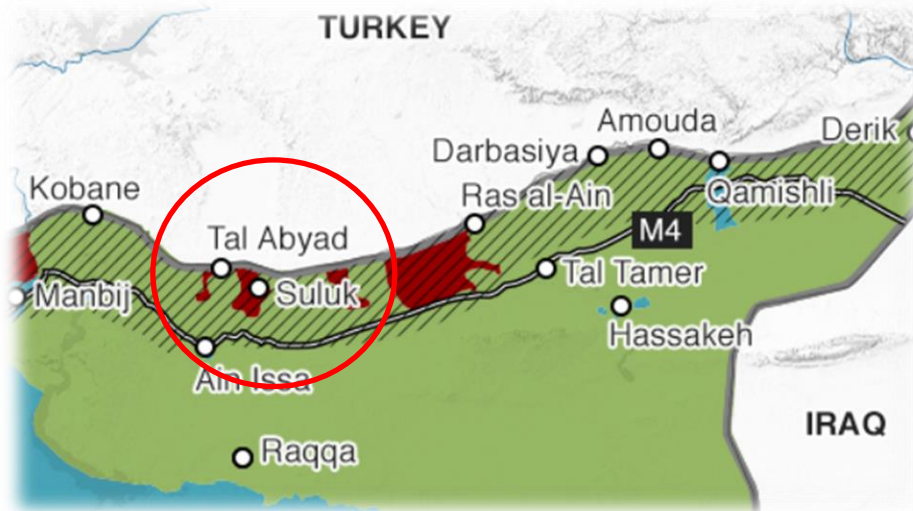 TURKEY
Amouda
Derik
Darbasiya
Kobane
Ras al-Ain
Qamishli
Tal Abyad
M4
Manbij
Suluk
Tal Tamer
Hassakeh
Ain Issa
IRAQ
Raqqa